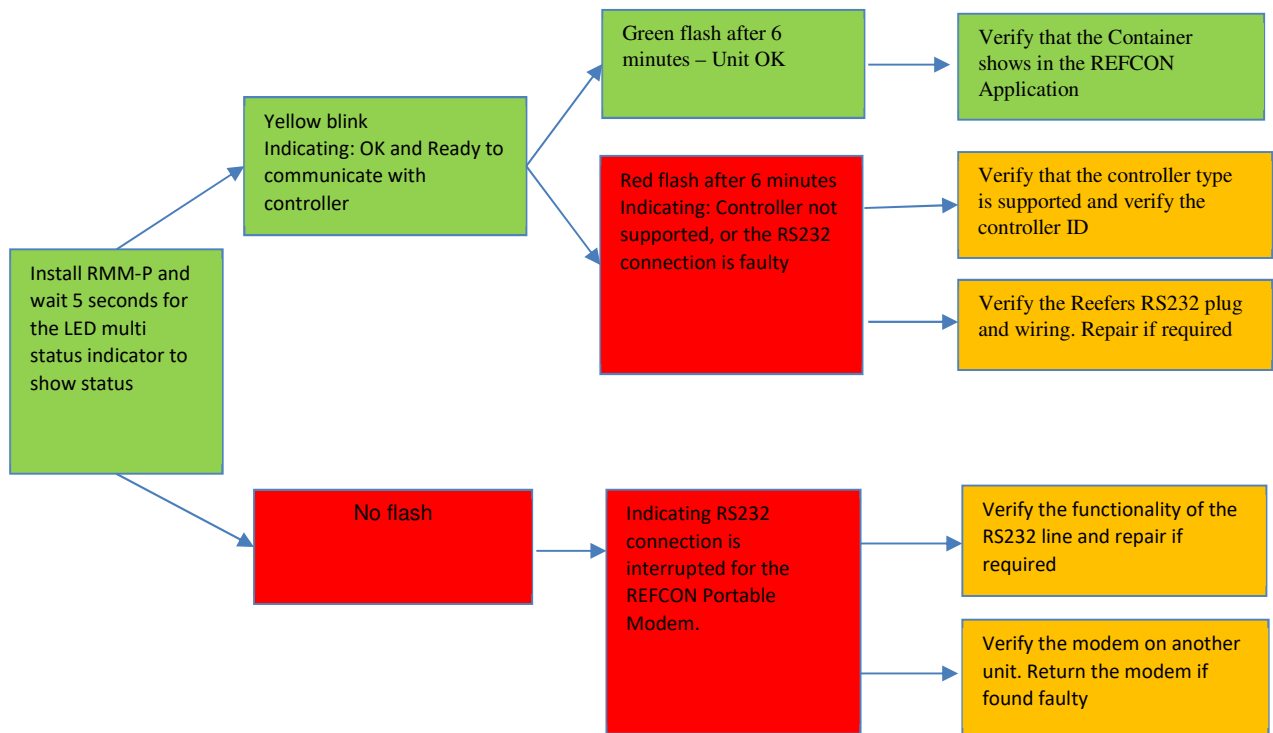 Install RMM-P and
wait 5 seconds for
the LED multi
status indicator to
show status
Yellow blink
Indicating: OK and Ready to
communicate with
controller
Green flash after 6
minutes – Unit OK
Verify that the Container
shows in the REFCON
Application
Red flash after 6 minutes
Indicating: Controller not
supported, or the RS232
connection is faulty
Verify that the controller type
is supported and verify the
controller ID
Verify the Reefers RS232 plug
and wiring. Repair if required
No flash
Indicating RS232
connection is
interrupted for the
REFCON Portable
Modem.
Verify the functionality of the
RS232 line and repair if
required
Verify the modem on another
unit. Return the modem if
found faulty